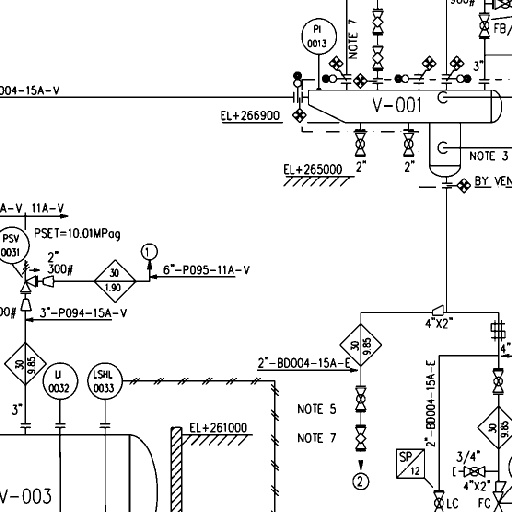 300#
FB/
PI
0013
NOTE 7
3"
004-15A-V
V-001
EL+266900
2"
2"
NOTE 3
EL+265000
BY VEN
A-V
11A-V
PSV
0031
PSET=10.01MPag
2"
300#
30
1.90
1
6"-P095-11A-V
00#
3"-P094-15A-V
4"X2"
30
9.85
30
9.85
LI
0032
LSHL
0033
2"-BD004-15A-E
4"
2"-BD004-15A-E
3"
NOTE 5
NOTE 7
EL+261000
30
9.85
SP
12
3/4"
4"X2"
2
V-003
LC
FC